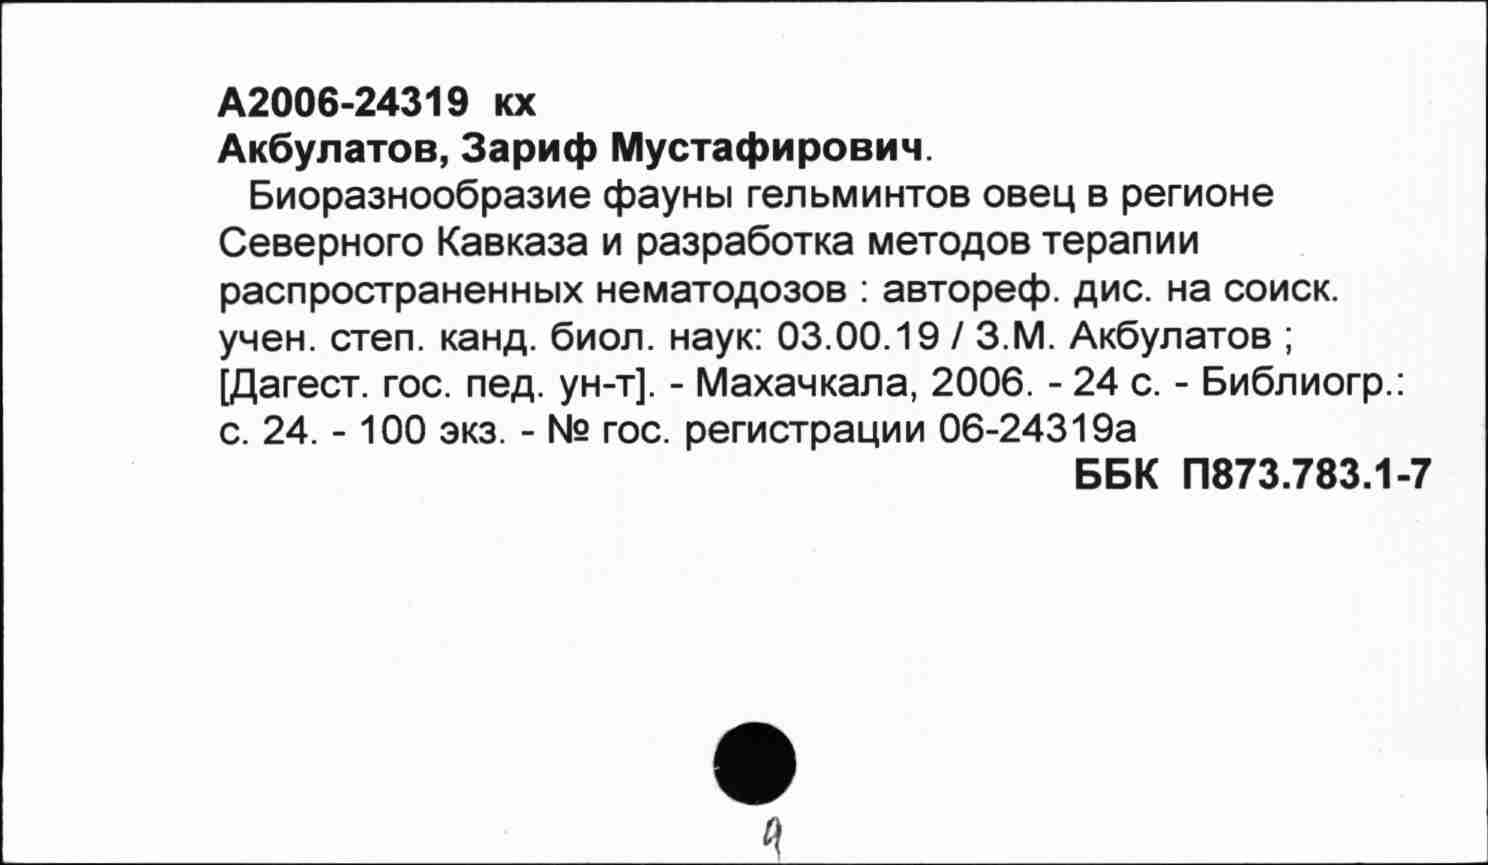 А2006-24319 кх
Акбулатов, Зариф Мустафирович.
Биоразнообразие фауны гельминтов овец в регионе
Северного Кавказа и разработка методов терапии
распространенных нематодозов : автореф. дис. на соиск.
учен. степ. канд. биол. наук: 03.00.19 / З.М. Акбулатов ;
[Дагест. гос. пед. ун-т]. - Махачкала, 2006. - 24 с. - Библиогр.:
с. 24. - 100 экз. - № гос. регистрации 06-24319а
ББК П873.783.1-7